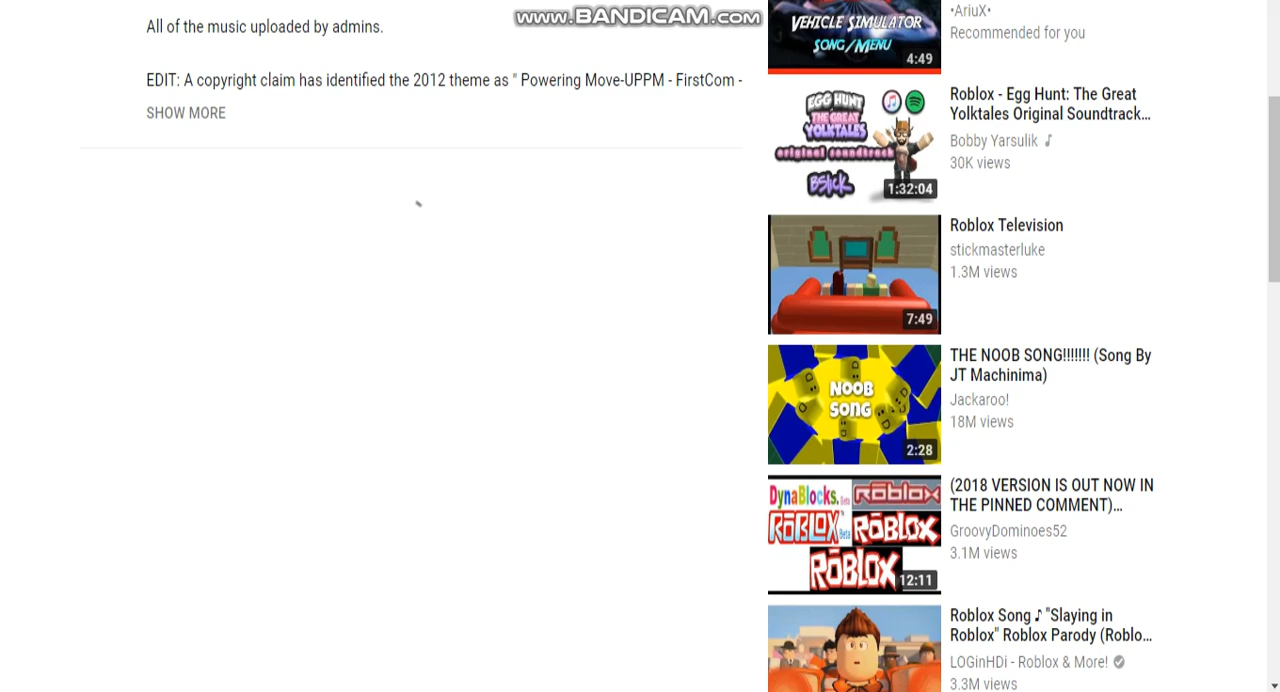 www.BANDICAM.com
All of the music uploaded by admins.
EDIT: A copyright claim has identified the 2012 theme as " Powering Move-UPPM - FirstCom -
SHOW MORE
VEHICLE SIMULATOR
SONG/MENU
4:49
•AriuX•
Recommended for you
EGG HUNT
THE GREAT
YOLKTALES
original soundtrack
BSlick
1:32:04
Roblox - Egg Hunt: The Great
Yolktales Original Soundtrack...
Bobby Yarsulik ♪
30K views
7:49
Roblox Television
stickmasterluke
1.3M views
NOOB
SONG
2:28
THE NOOB SONG!!!!!!! (Song By
JT Machinima)
Jackaroo!
18M views
DynaBlocks. Beta
ROBLOX
ROBLOX Beta
ROBLOX
ROBLOX
12:11
(2018 VERSION IS OUT NOW IN
THE PINNED COMMENT)...
GroovyDominoes52
3.1M views
Roblox Song ♪ "Slaying in
Roblox" Roblox Parody (Roblo...
LOGinHDi - Roblox & More!
3.3M views